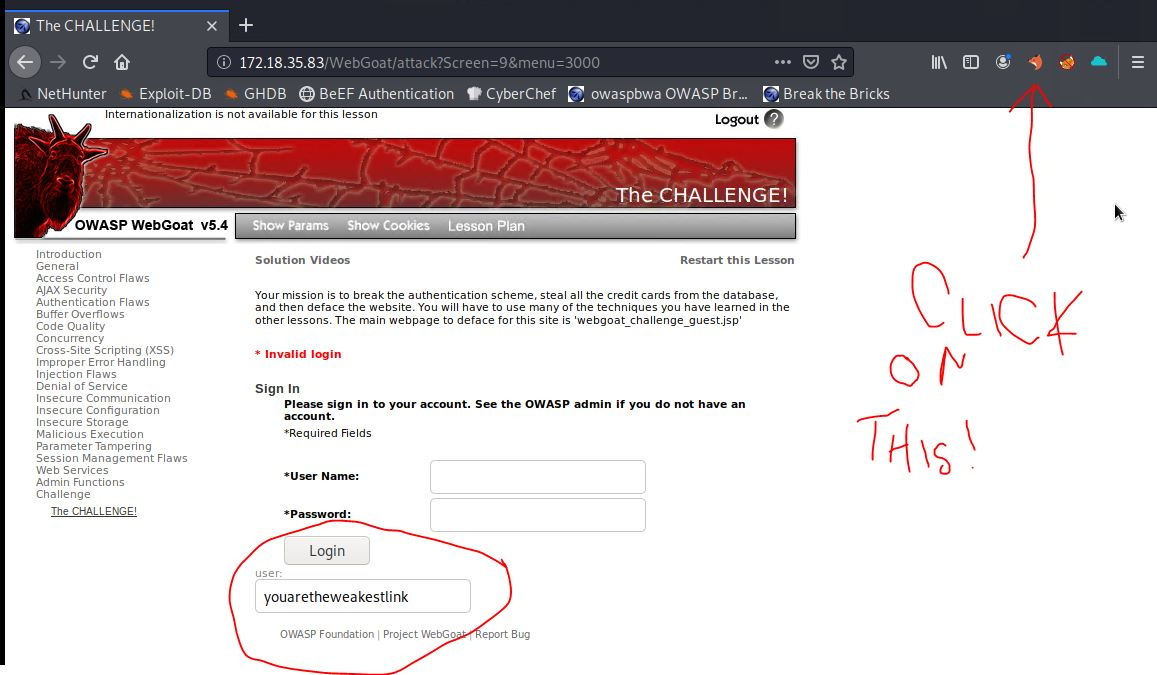 The CHALLENGE!
172.18.35.83/WebGoat/attack?Screen=9&menu=3000
NetHunter Exploit-DB GHDB BeEF Authentication CyberChef owaspbwa OWASP Br... Break the Bricks
Internationalization is not available for this lesson
Logout ?
The CHALLENGE!
OWASP WebGoat v5.4
Show Params Show Cookies Lesson Plan
Introduction
General
Access Control Flaws
AJAX Security
Authentication Flaws
Buffer Overflows
Code Quality
Concurrency
Cross-Site Scripting (XSS)
Improper Error Handling
Injection Flaws
Denial of Service
Insecure Communication
Insecure Configuration
Insecure Storage
Malicious Execution
Parameter Tampering
Session Management Flaws
Web Services
Admin Functions
Challenge
The CHALLENGE!
Solution Videos Restart this Lesson
Your mission is to break the authentication scheme, steal all the credit cards from the database,
and then deface the website. You will have to use many of the techniques you have learned in the
other lessons. The main webpage to deface for this site is 'webgoat_challenge_guest.jsp'
* Invalid login
Sign In
Please sign in to your account. See the OWASP admin if you do not have an
account.
*Required Fields
*User Name:
*Password:
Login
user:
youaretheweakestlink
OWASP Foundation | Project WebGoat | Report Bug
CLICK
ON
THIS!